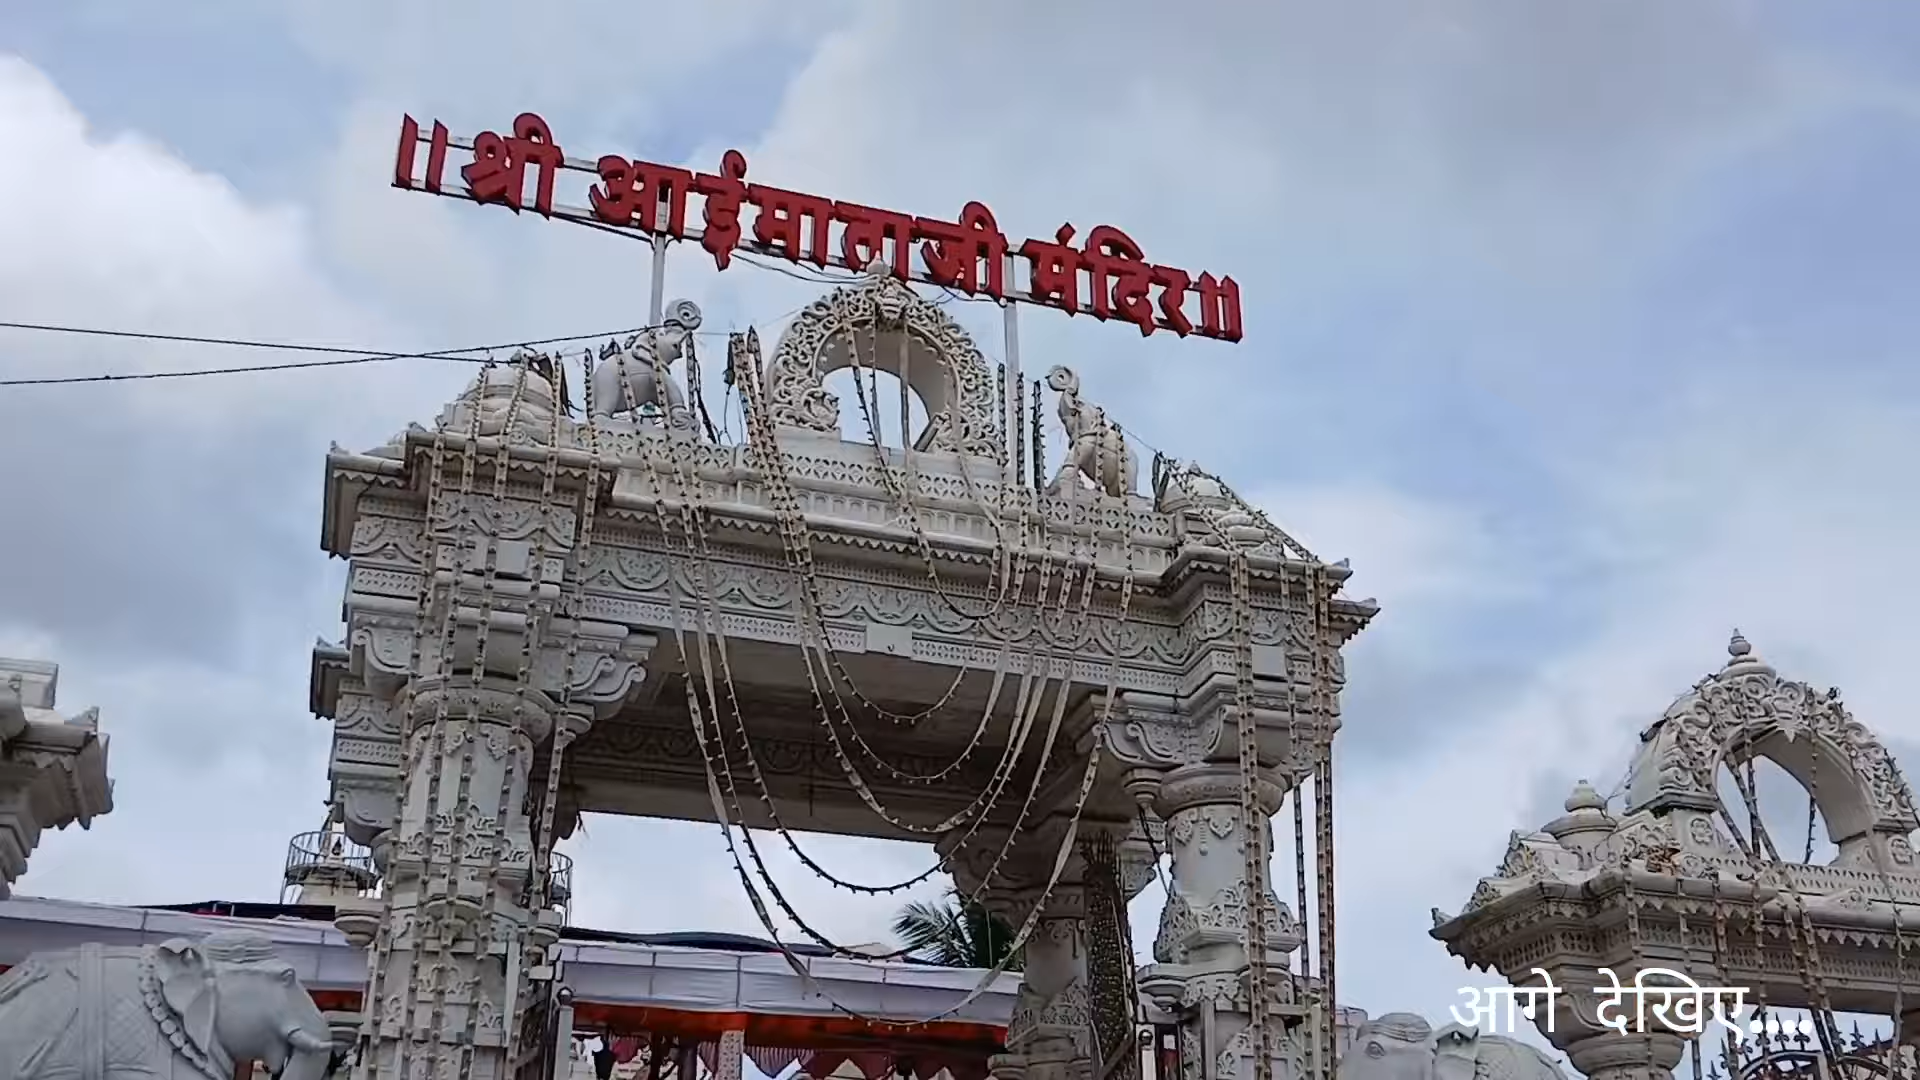 ॥ श्री आईमाताजी मंदिर ॥
आगे देखिए....